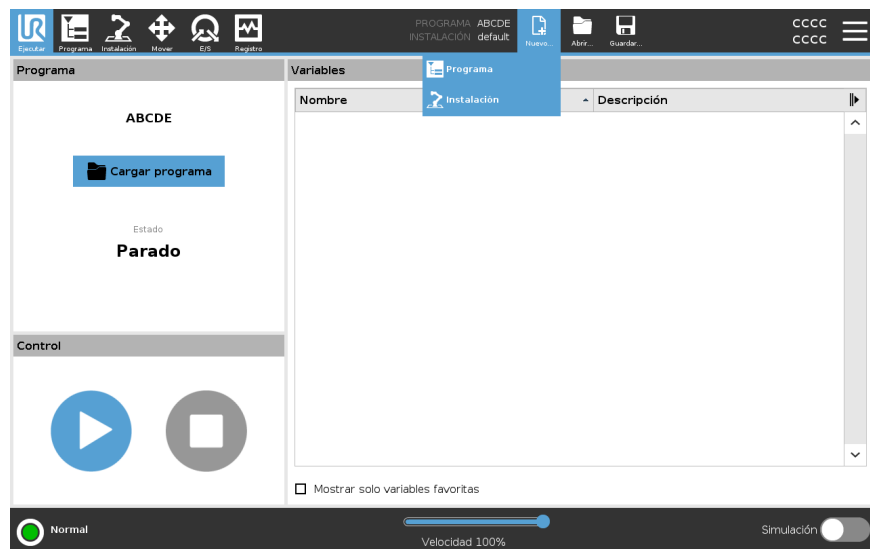 Ejecutar Programa Instalación Mover E/S Registro
PROGRAMA ABCDE
INSTALACIÓN default
Nuevo... Abrir... Guardar...
CCCC
CCCC
Programa
Instalación
Programa
ABCDE
Cargar programa
Estado
Parado
Control
Variables
Nombre Descripción
Mostrar solo variables favoritas
Normal
Velocidad 100%
Simulación